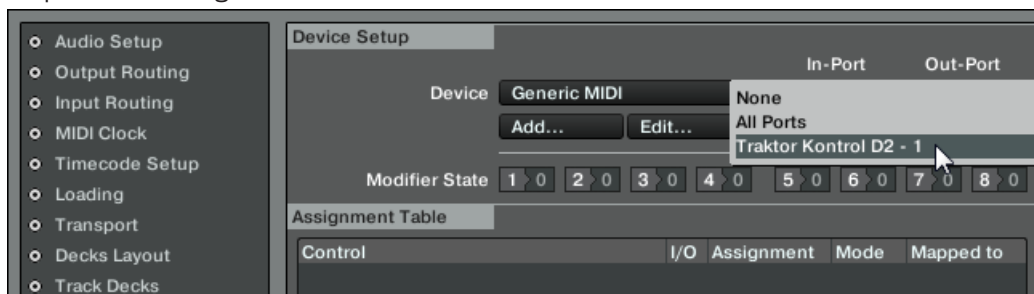 Audio Setup
Output Routing
Input Routing
MIDI Clock
Timecode Setup
Loading
Transport
Decks Layout
Track Decks
Device Setup
In-Port Out-Port
Device Generic MIDI
None
All Ports
Traktor Kontrol D2 - 1
Add... Edit...
Modifier State 1 0 2 0 3 0 4 0 5 0 6 0 7 0 8 0
Assignment Table
Control I/O Assignment Mode Mapped to